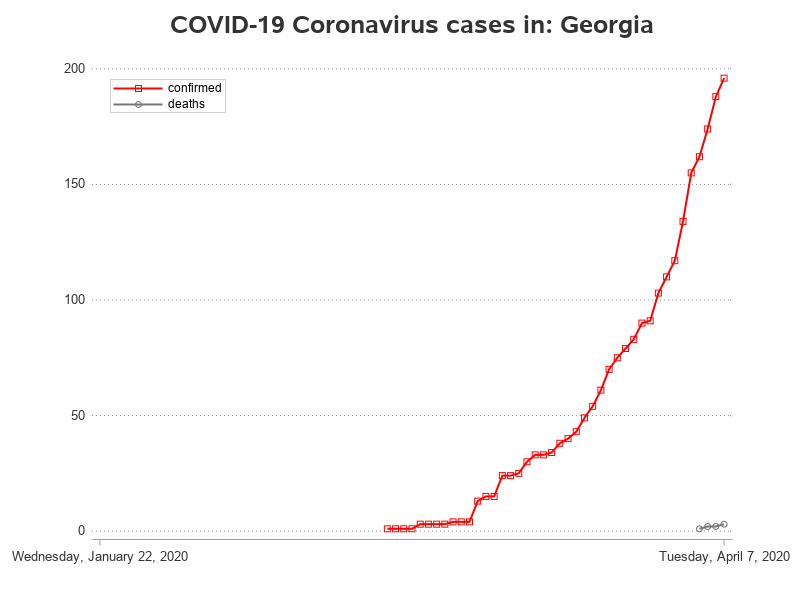 COVID-19 Coronavirus cases in: Georgia
200
confirmed
deaths
150
100
50
0
Wednesday, January 22, 2020 Tuesday, April 7, 2020